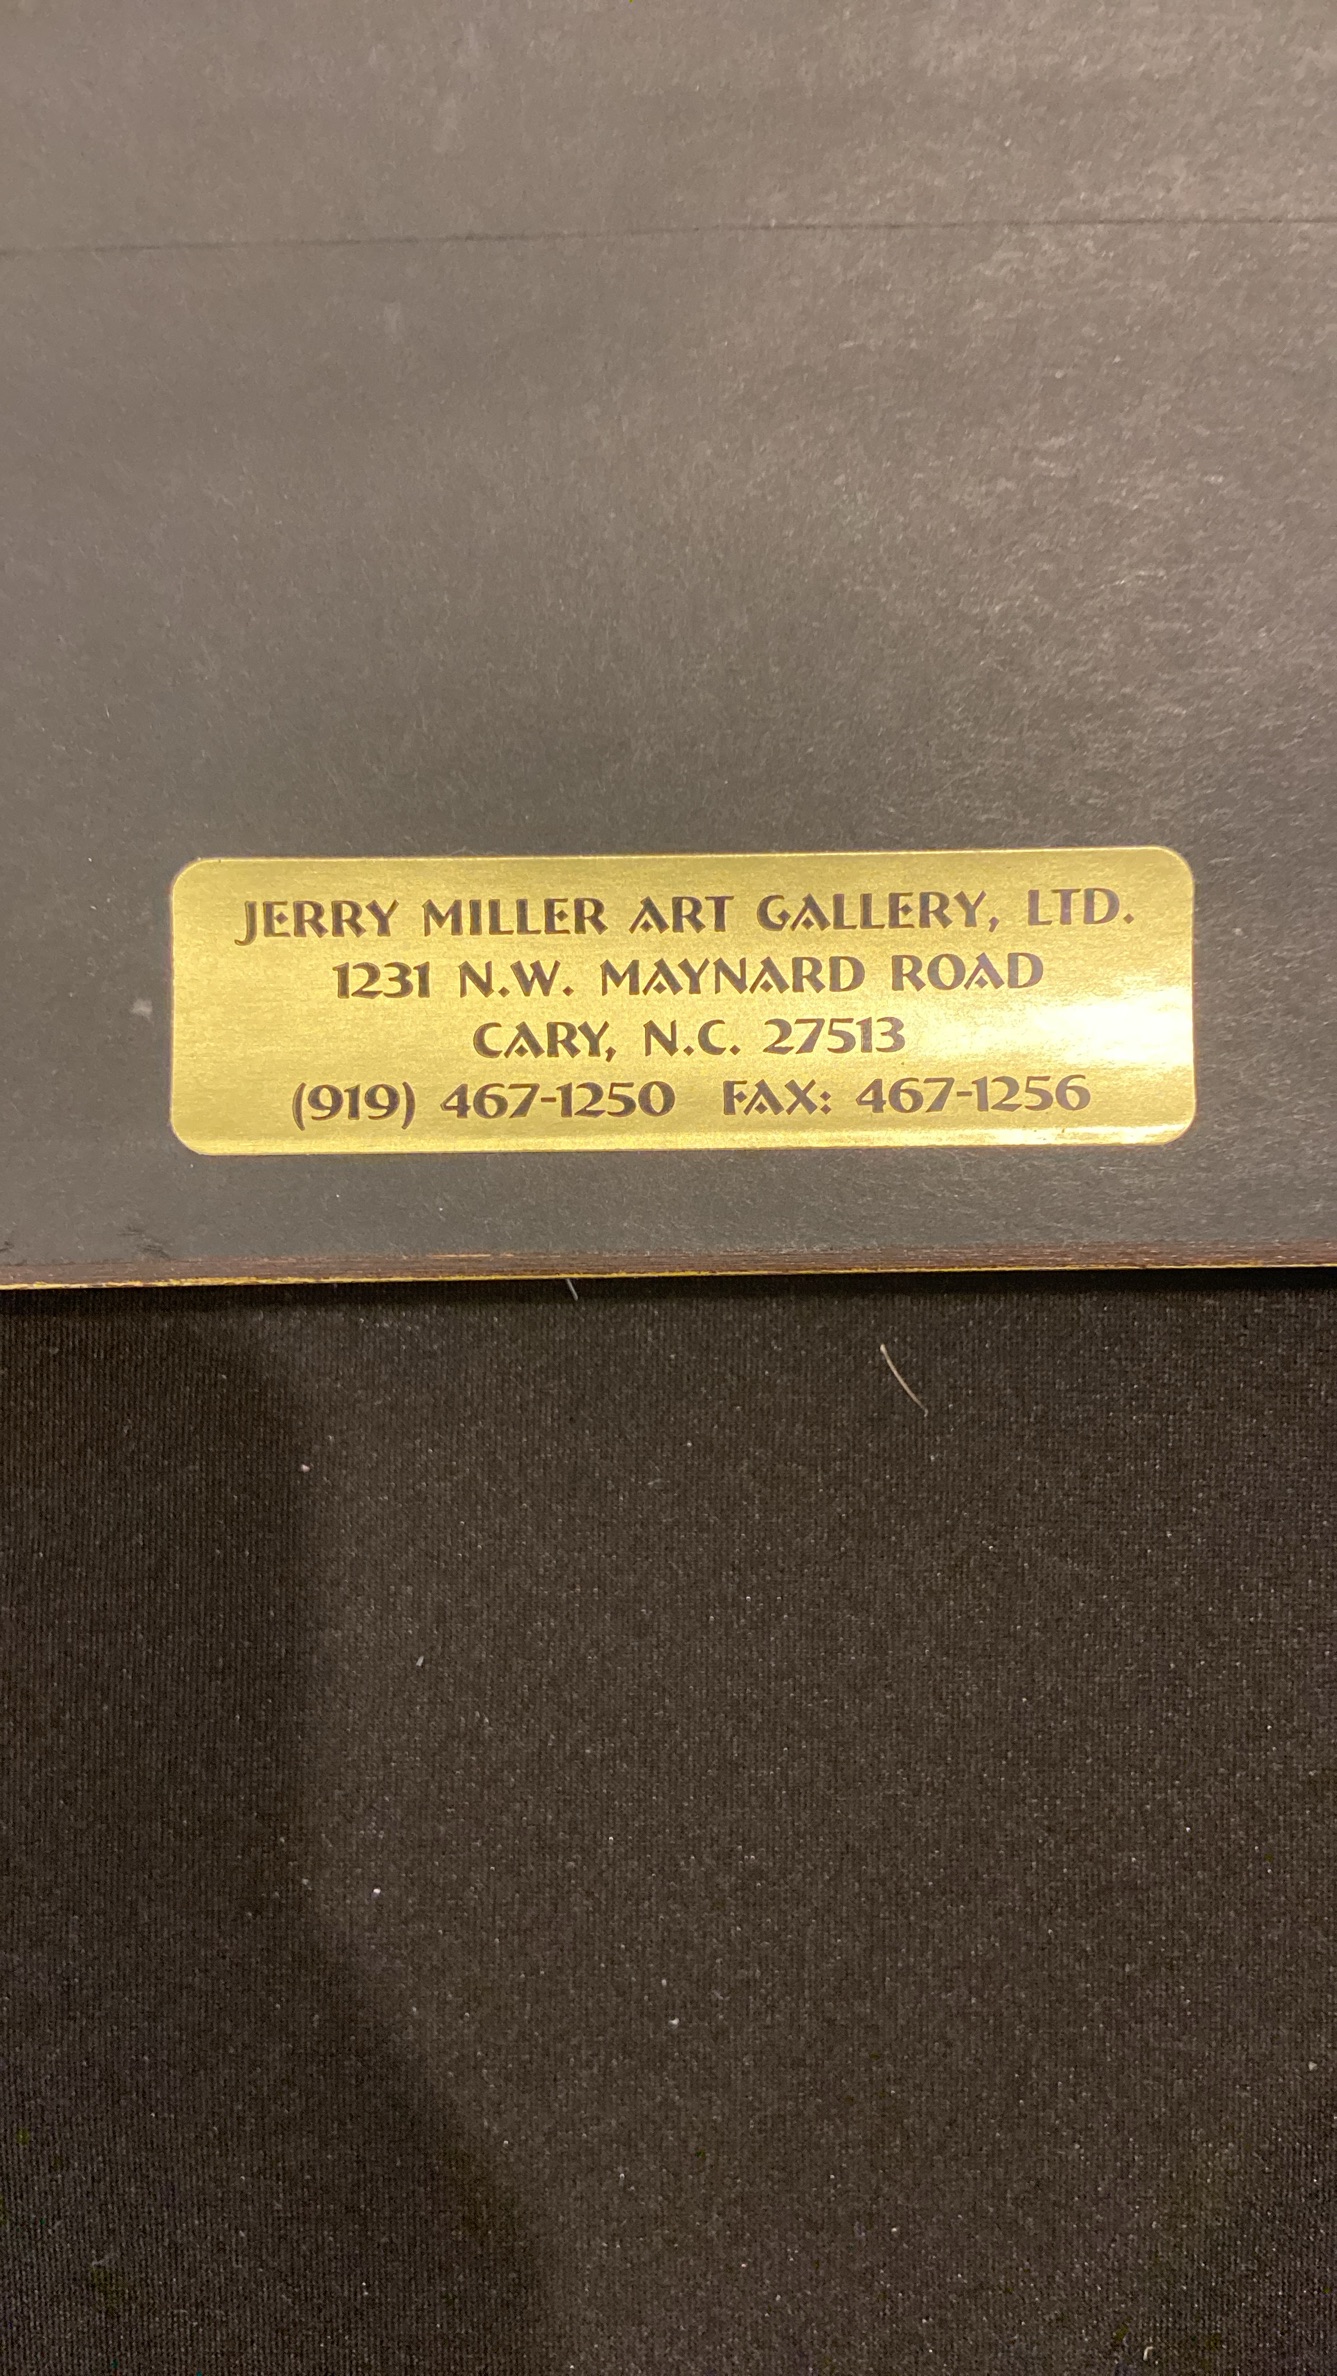 JERRY MILLER ART GALLERY, LTD.
1231 N.W. MAYNARD ROAD
CARY, N.C. 27513
(919) 467-1250 FAX: 467-1256